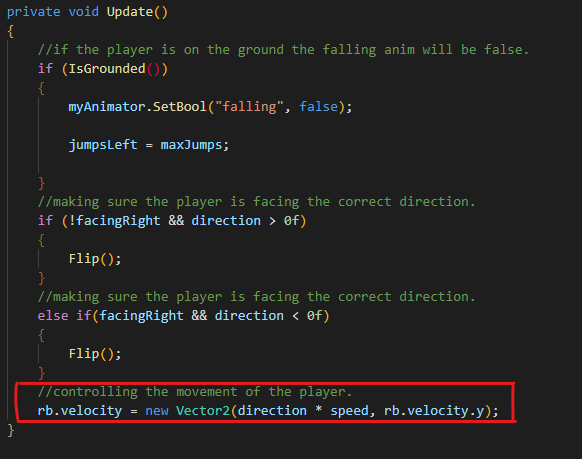 private void Update()
{
//if the player is on the ground the falling anim will be false.
if (IsGrounded())
{
myAnimator.SetBool("falling", false);
jumpsLeft = maxJumps;
}
//making sure the player is facing the correct direction.
if (!facingRight && direction > 0f)
{
Flip();
}
//making sure the player is facing the correct direction.
else if(facingRight && direction < 0f)
{
Flip();
}
//controlling the movement of the player.
rb.velocity = new Vector2(direction * speed, rb.velocity.y);
}